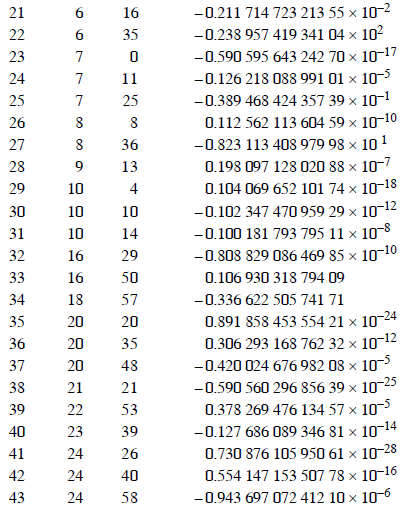 21 6 16 −0.211 714 723 213 55 × 10⁻²
22 6 35 −0.238 957 419 341 04 × 10²
23 7 0 −0.590 595 643 242 70 × 10⁻¹⁷
24 7 11 −0.126 218 088 991 01 × 10⁻⁵
25 7 25 −0.389 468 424 357 39 × 10⁻¹
26 8 8 0.112 562 113 604 59 × 10⁻¹⁰
27 8 36 −0.823 113 408 979 98 × 10¹
28 9 13 0.198 097 128 020 88 × 10⁻⁷
29 10 4 0.104 069 652 101 74 × 10⁻¹⁸
30 10 10 −0.102 347 470 959 29 × 10⁻¹²
31 10 14 −0.100 181 793 795 11 × 10⁻⁸
32 16 29 −0.808 829 086 469 85 × 10⁻¹⁰
33 16 50 0.106 930 318 794 09
34 18 57 −0.336 622 505 741 71
35 20 20 0.891 858 453 554 21 × 10⁻²⁴
36 20 35 0.306 293 168 762 32 × 10⁻¹²
37 20 48 −0.420 024 676 982 08 × 10⁻⁵
38 21 21 −0.590 560 296 856 39 × 10⁻²⁵
39 22 53 0.378 269 476 134 57 × 10⁻⁵
40 23 39 −0.127 686 089 346 81 × 10⁻¹⁴
41 24 26 0.730 876 105 950 61 × 10⁻²⁸
42 24 40 0.554 147 153 507 78 × 10⁻¹⁶
43 24 58 −0.943 697 072 412 10 × 10⁻⁶